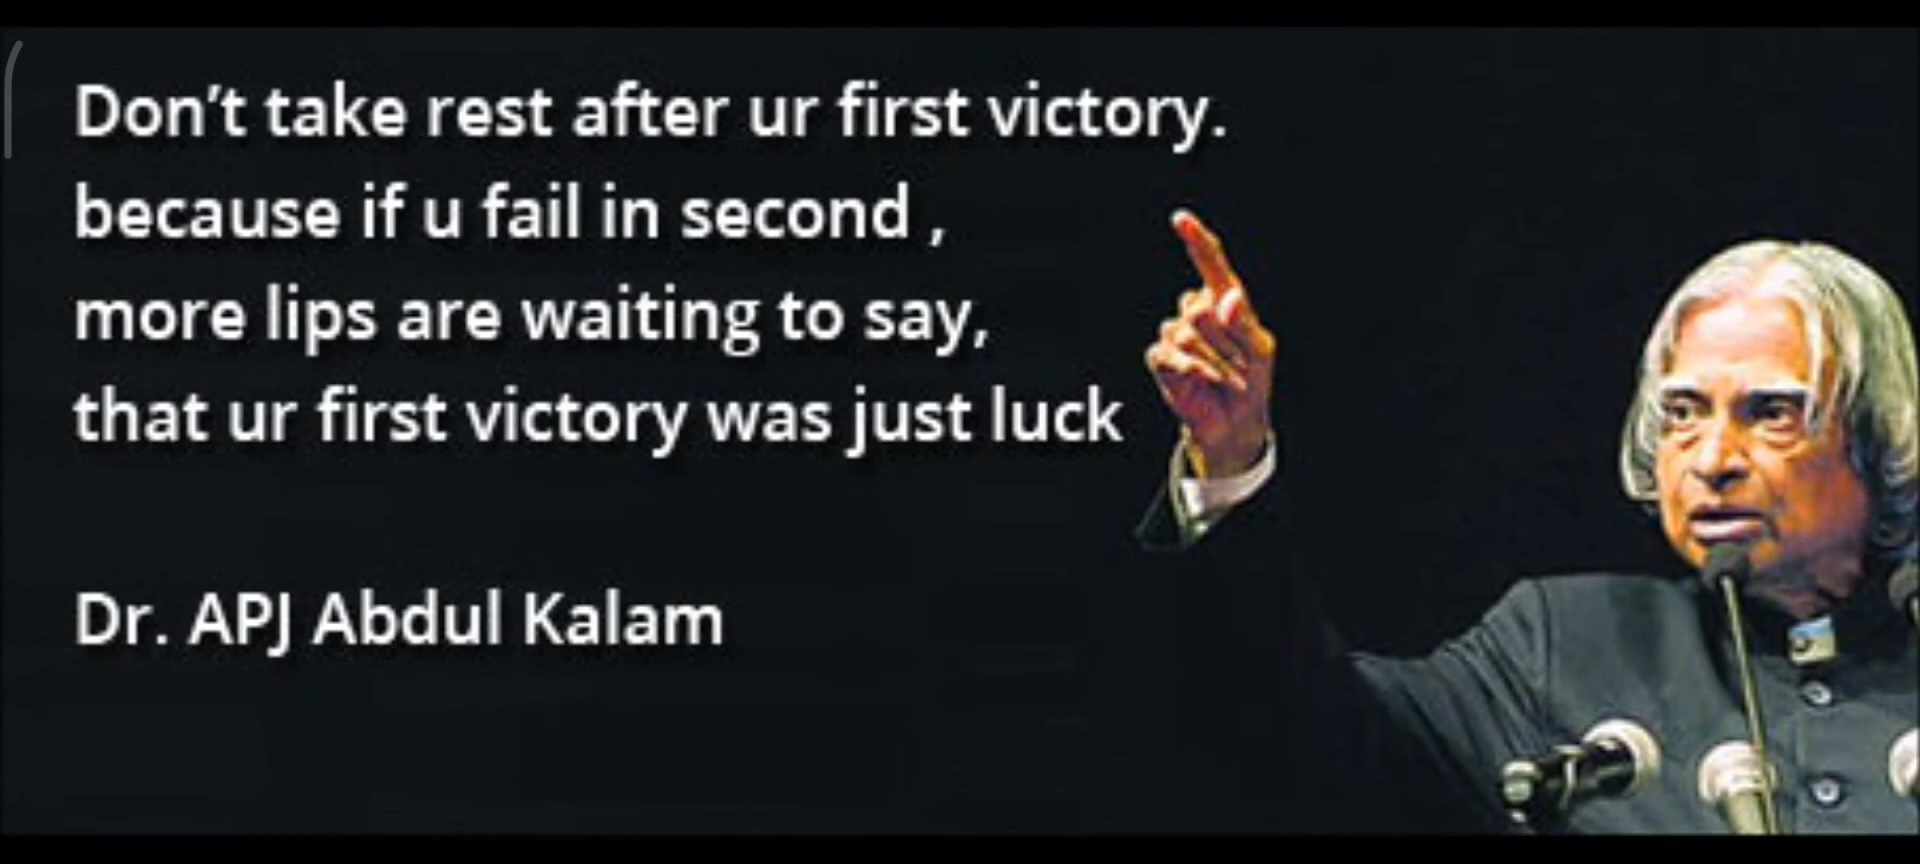 Don't take rest after ur first victory.
because if u fail in second ,
more lips are waiting to say,
that ur first victory was just luck
Dr. APJ Abdul Kalam